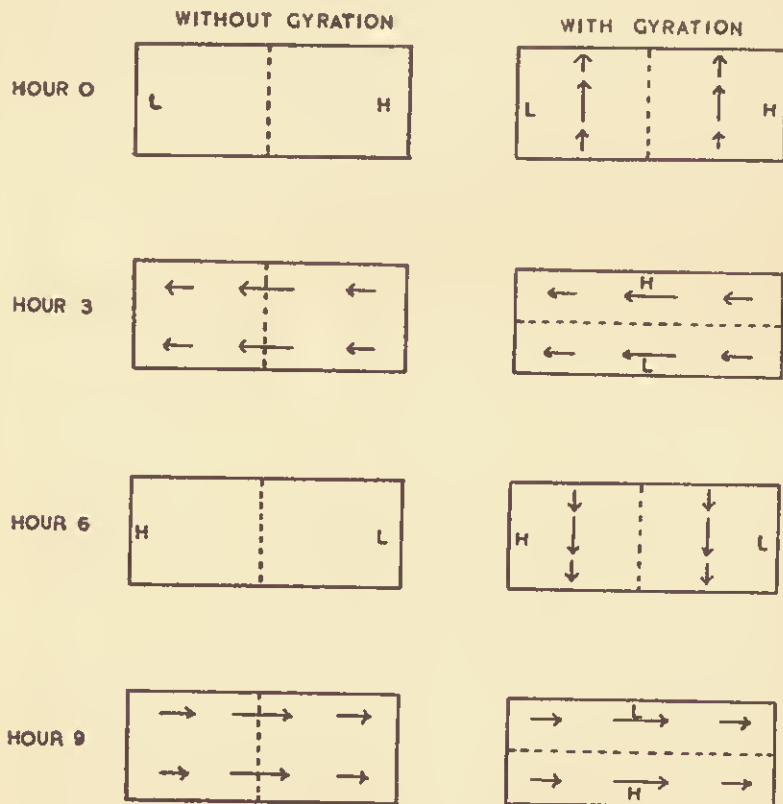 WITHOUT GYRATION
WITH GYRATION
HOUR 0
L H
L H
HOUR 3
H
L
HOUR 6
H L
H L
HOUR 9
L
H